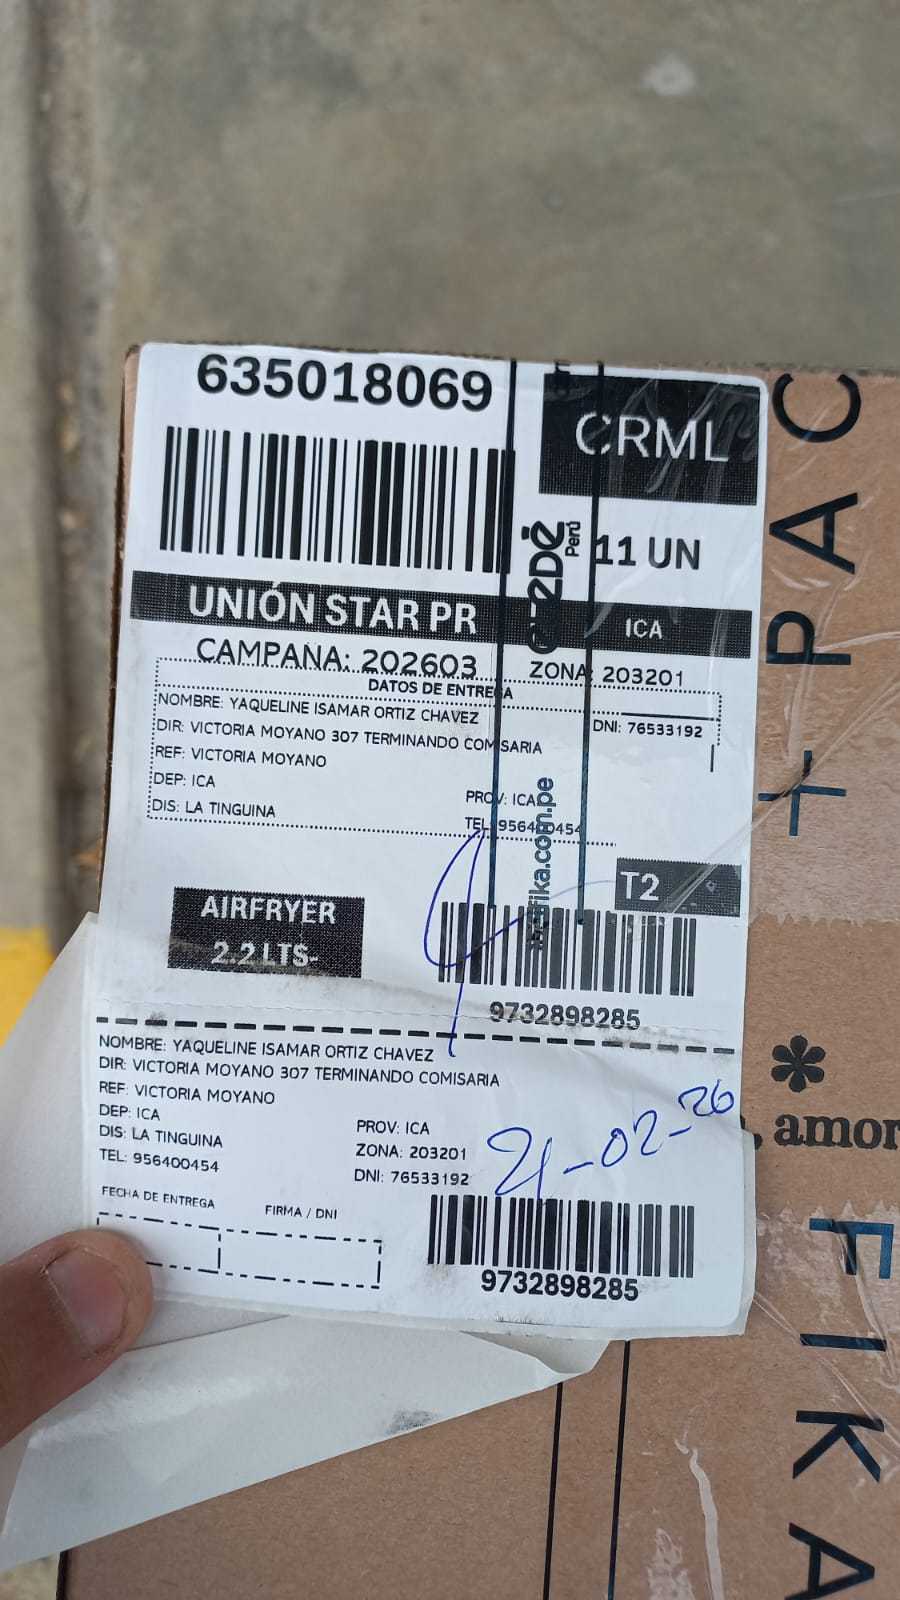 635018069
CRML
11 UN
Perú
UNIÓN STAR PR
ICA
CAMPAÑA: 202603
ZONA: 203201
DATOS DE ENTREGA
NOMBRE: YAQUELINE ISAMAR ORTIZ CHAVEZ
DNI: 76533192
DIR: VICTORIA MOYANO 307 TERMINANDO COMISARIA
REF: VICTORIA MOYANO
DEP: ICA
PROV: ICA
DIS: LA TINGUINA
TEL: 956400454
T2
AIRFRYER
2.2 LTS-
9732898285
NOMBRE: YAQUELINE ISAMAR ORTIZ CHAVEZ
DIR: VICTORIA MOYANO 307 TERMINANDO COMISARIA
REF: VICTORIA MOYANO
DEP: ICA
PROV: ICA
DIS: LA TINGUINA
ZONA: 203201
TEL: 956400454
DNI: 76533192
21-02-26
FECHA DE ENTREGA
FIRMA / DNI
9732898285
+ PAC
, amor
FIKA